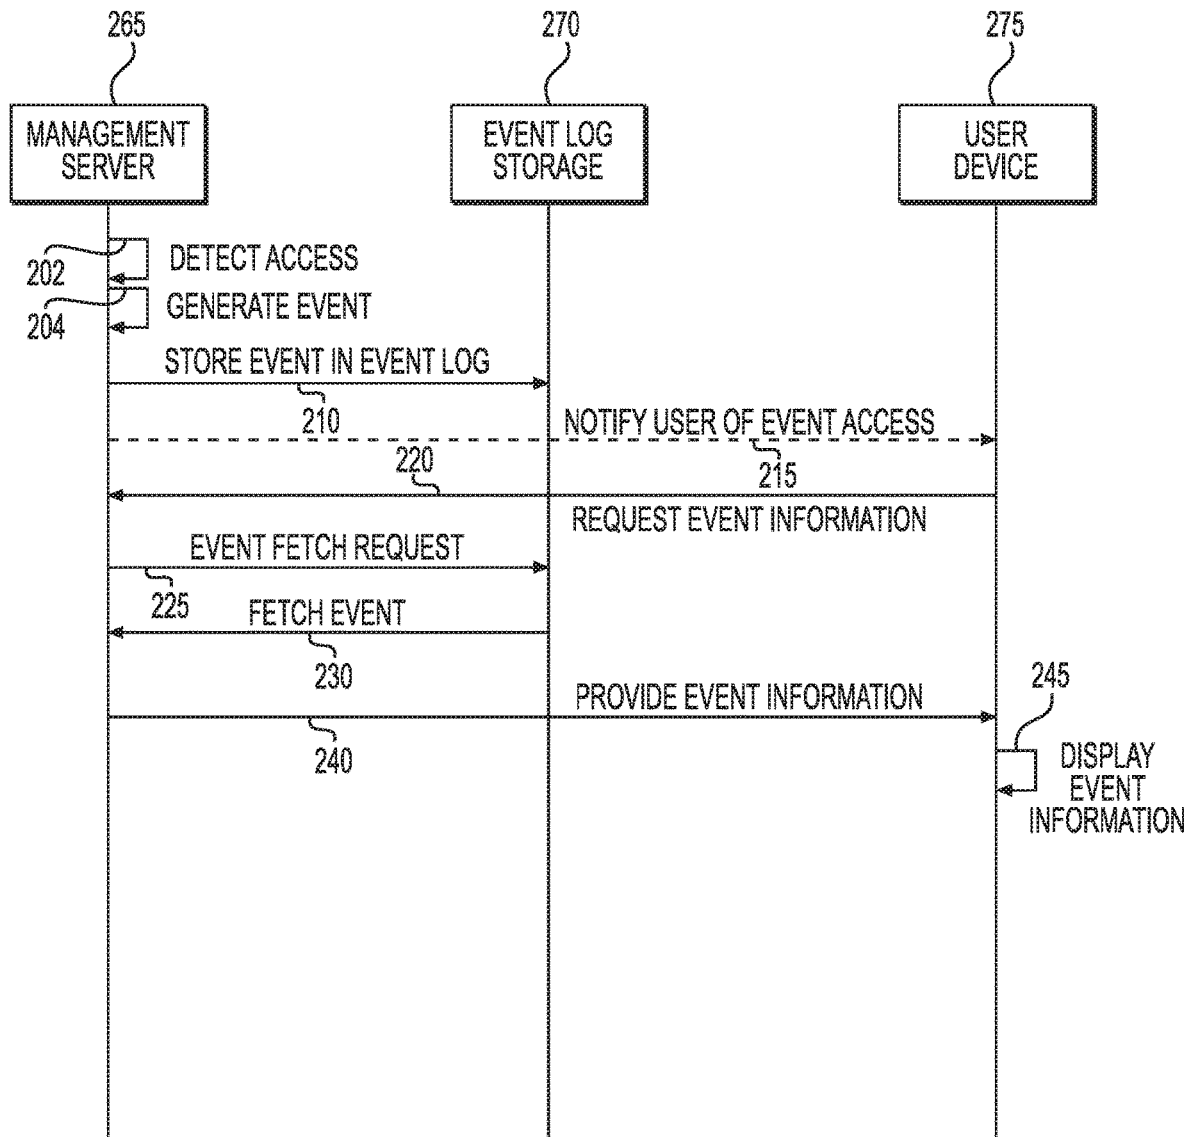 265
270
275
MANAGEMENT
SERVER
EVENT LOG
STORAGE
USER
DEVICE
202
DETECT ACCESS
204
GENERATE EVENT
STORE EVENT IN EVENT LOG
210
NOTIFY USER OF EVENT ACCESS
215
220
REQUEST EVENT INFORMATION
EVENT FETCH REQUEST
225
FETCH EVENT
230
PROVIDE EVENT INFORMATION
240
245
DISPLAY
EVENT
INFORMATION